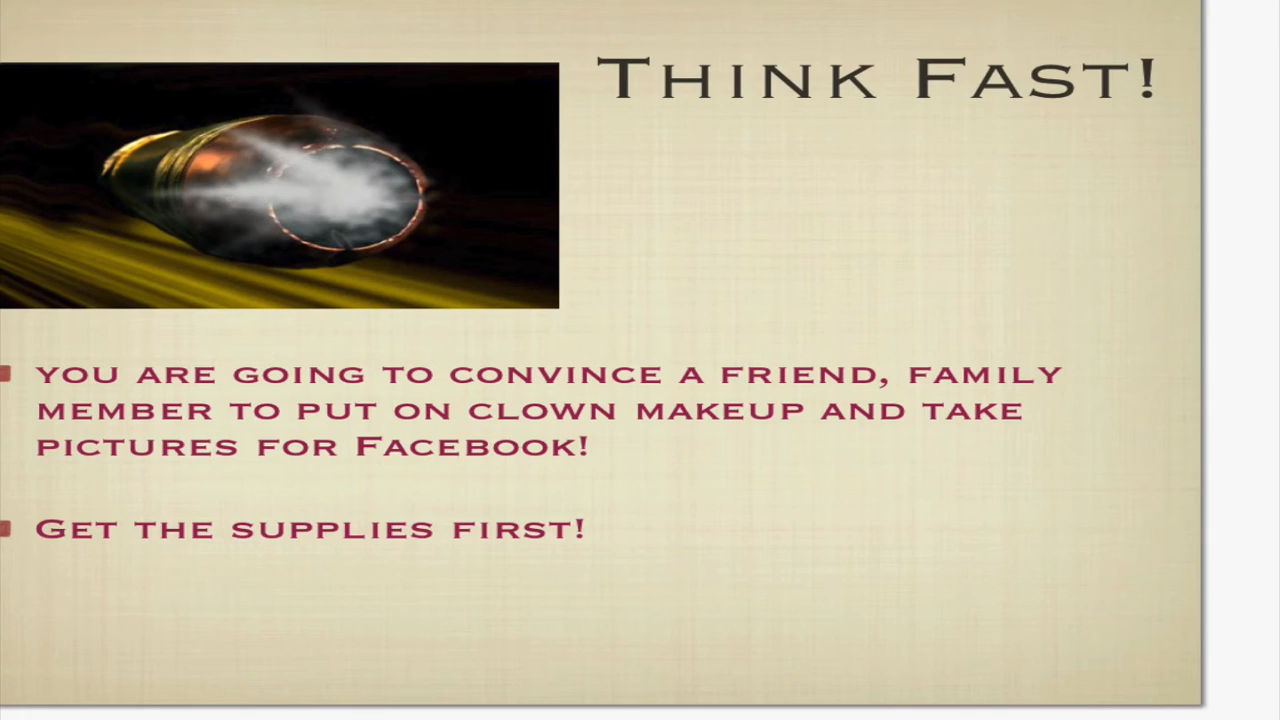 Think Fast!
you are going to convince a friend, family
member to put on clown makeup and take
pictures for Facebook!
Get the supplies first!